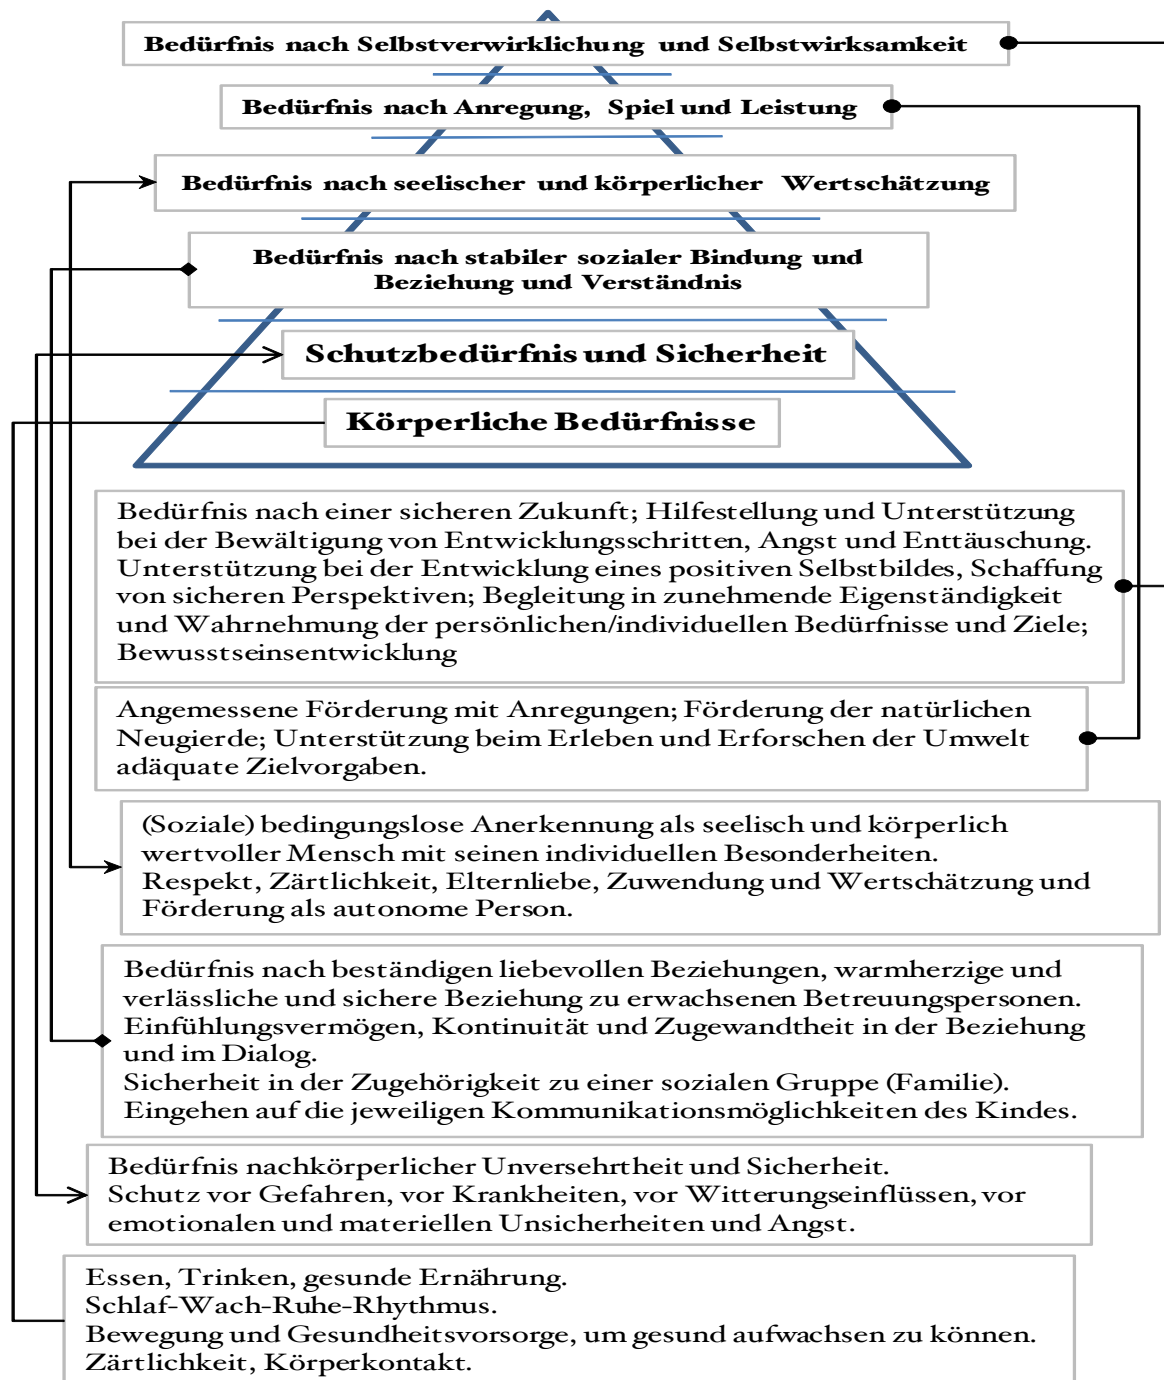 Bedürfnis nach Selbstverwirklichung und Selbstwirksamkeit
Bedürfnis nach Anregung, Spiel und Leistung
Bedürfnis nach seelischer und körperlicher Wertschätzung
Bedürfnis nach stabiler sozialer Bindung und
Beziehung und Verständnis
Schutzbedürfnis und Sicherheit
Körperliche Bedürfnisse
Bedürfnis nach einer sicheren Zukunft; Hilfestellung und Unterstützung
bei der Bewältigung von Entwicklungsschritten, Angst und Enttäuschung.
Unterstützung bei der Entwicklung eines positiven Selbstbildes, Schaffung
von sicheren Perspektiven; Begleitung in zunehmende Eigenständigkeit
und Wahrnehmung der persönlichen/individuellen Bedürfnisse und Ziele;
Bewusstseinsentwicklung
Angemessene Förderung mit Anregungen; Förderung der natürlichen
Neugierde; Unterstützung beim Erleben und Erforschen der Umwelt
adäquate Zielvorgaben.
(Soziale) bedingungslose Anerkennung als seelisch und körperlich
wertvoller Mensch mit seinen individuellen Besonderheiten.
Respekt, Zärtlichkeit, Elternliebe, Zuwendung und Wertschätzung und
Förderung als autonome Person.
Bedürfnis nach beständigen liebevollen Beziehungen, warmherzige und
verlässliche und sichere Beziehung zu erwachsenen Betreuungspersonen.
Einfühlungsvermögen, Kontinuität und Zugewandtheit in der Beziehung
und im Dialog.
Sicherheit in der Zugehörigkeit zu einer sozialen Gruppe (Familie).
Eingehen auf die jeweiligen Kommunikationsmöglichkeiten des Kindes.
Bedürfnis nachkörperlicher Unversehrtheit und Sicherheit.
Schutz vor Gefahren, vor Krankheiten, vor Witterungseinflüssen, vor
emotionalen und materiellen Unsicherheiten und Angst.
Essen, Trinken, gesunde Ernährung.
Schlaf-Wach-Ruhe-Rhythmus.
Bewegung und Gesundheitsvorsorge, um gesund aufwachsen zu können.
Zärtlichkeit, Körperkontakt.